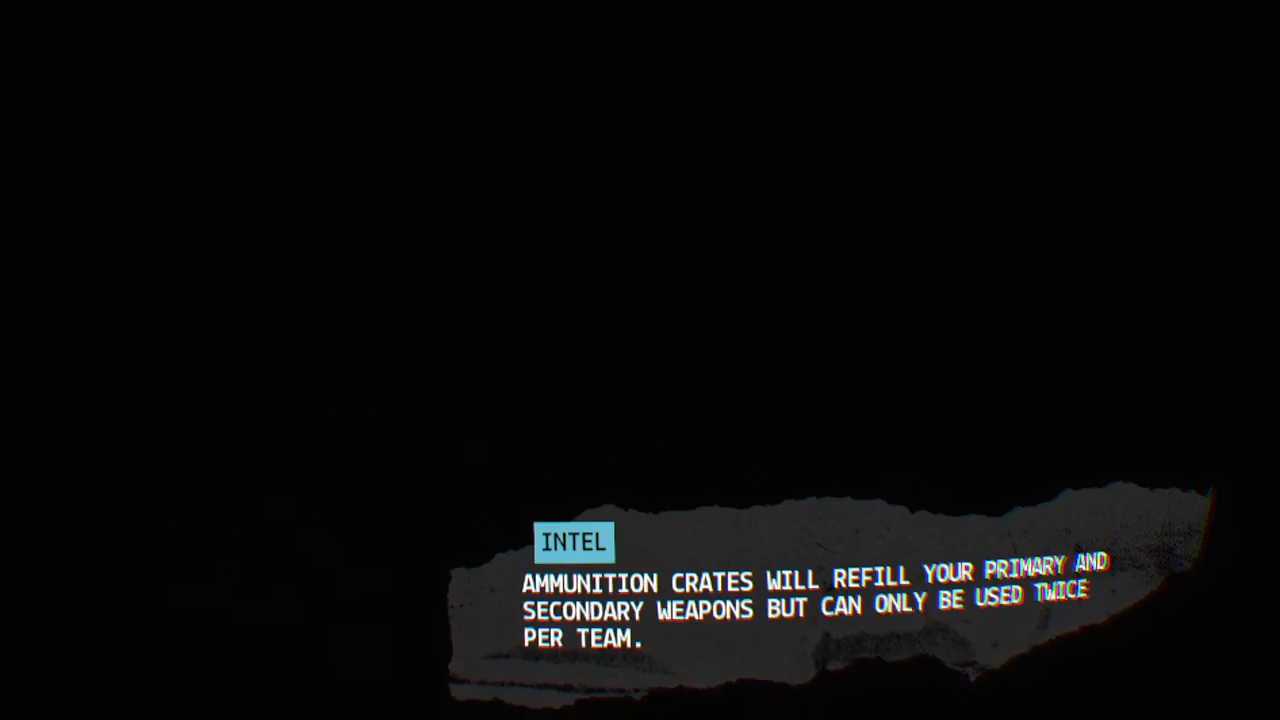 INTEL
AMMUNITION CRATES WILL REFILL YOUR PRIMARY AND
SECONDARY WEAPONS BUT CAN ONLY BE USED TWICE
PER TEAM.